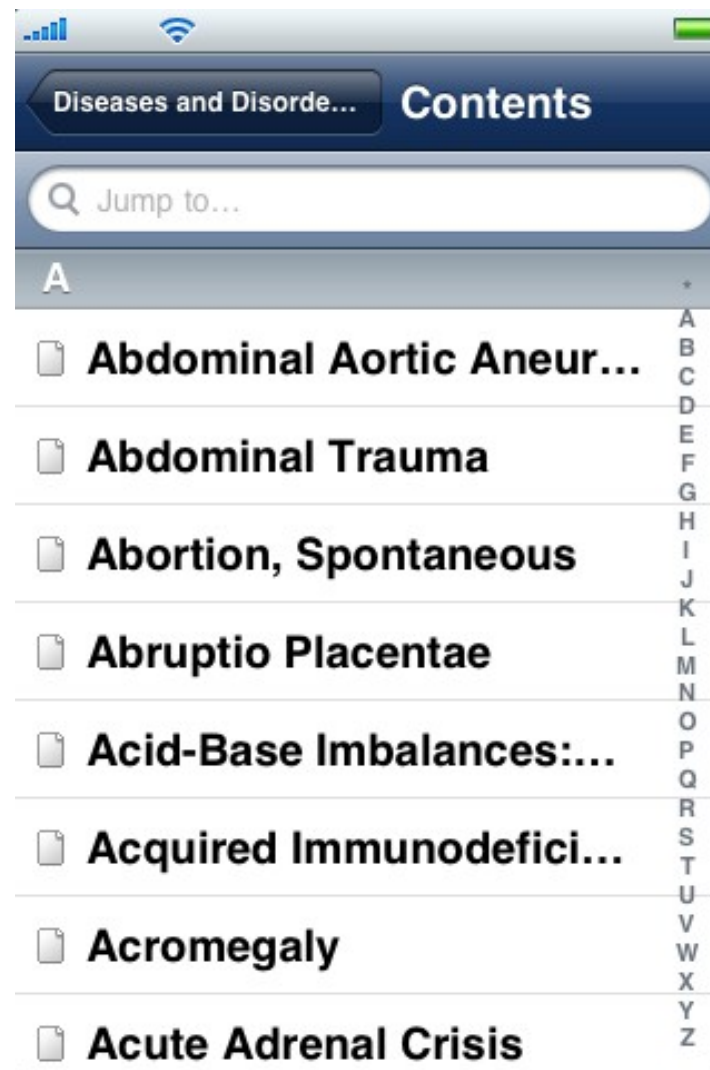 Diseases and Disorde...
Contents
Jump to...
A
*
Abdominal Aortic Aneur...
Abdominal Trauma
Abortion, Spontaneous
Abruptio Placentae
Acid-Base Imbalances:...
Acquired Immunodefici...
Acromegaly
Acute Adrenal Crisis
A
B
C
D
E
F
G
H
I
J
K
L
M
N
O
P
Q
R
S
T
U
V
W
X
Y
Z